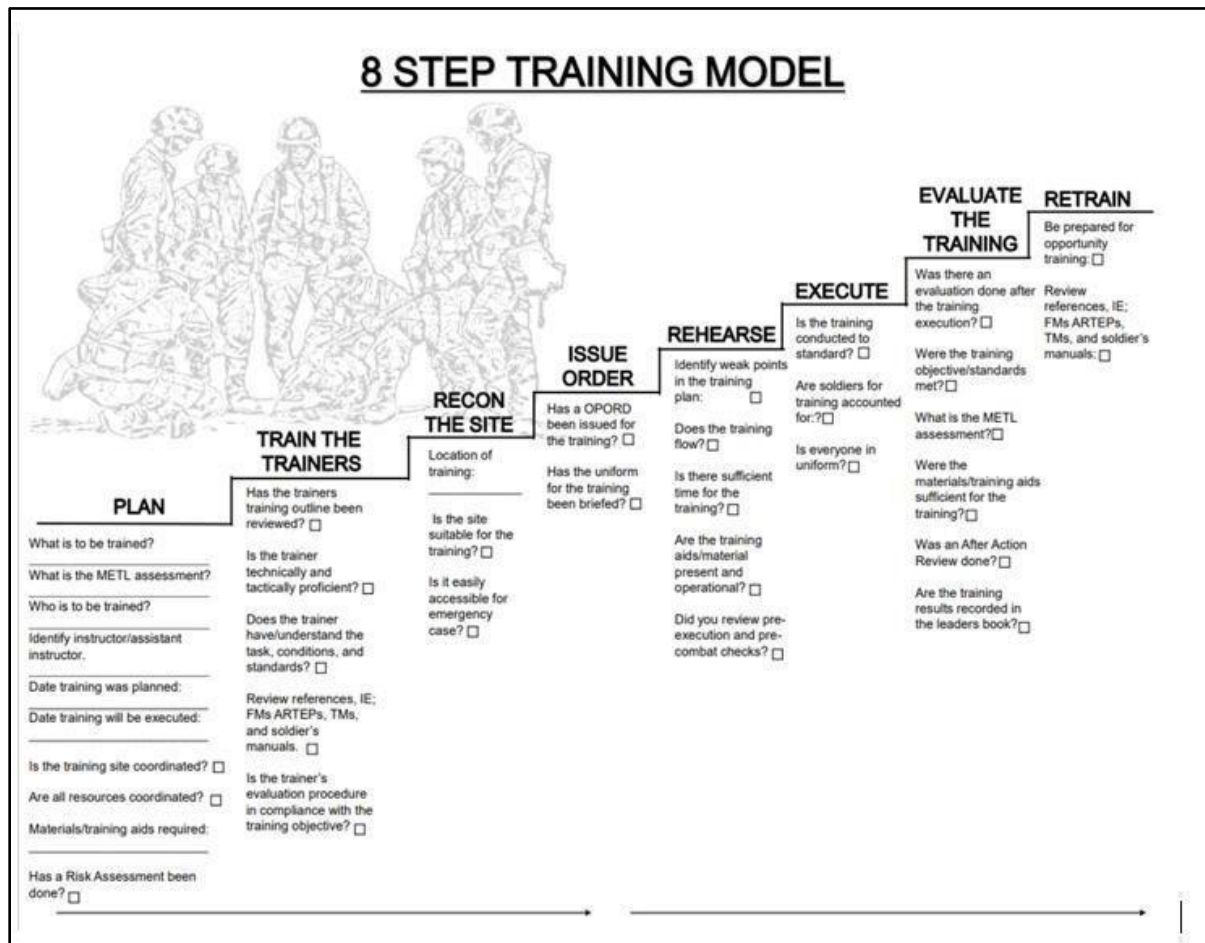 8 STEP TRAINING MODEL
PLAN
What is to be trained?
What is the METL assessment?
Who is to be trained?
Identify instructor/assistant
instructor.
Date training was planned:
Date training will be executed:
Is the training site coordinated?
Are all resources coordinated?
Materials/training aids required:
Has a Risk Assessment been
done?
TRAIN THE
TRAINERS
Has the trainers
training outline been
reviewed?
Is the trainer
technically and
tactically proficient?
Does the trainer
have/understand the
task, conditions, and
standards?
Review references, IE;
FMs ARTEPs, TMs,
and soldier's
manuals.
Is the trainer's
evaluation procedure
in compliance with the
training objective?
RECON
THE SITE
Location of
training:
Is the site
suitable for the
training?
Is it easily
accessible for
emergency
case?
ISSUE
ORDER
Has a OPORD
been issued for
the training?
Has the uniform
for the training
been briefed?
REHEARSE
Identify weak points
in the training
plan:
Does the training
flow?
Is there sufficient
time for the
training?
Are the training
aids/material
present and
operational?
Did you review pre-
execution and pre-
combat checks?
EXECUTE
Is the training
conducted to
standard?
Are soldiers for
training accounted
for:?
Is everyone in
uniform?
EVALUATE
THE
TRAINING
Was there an
evaluation done after
the training
execution?
Were the training
objective/standards
met?
What is the METL
assessment?
Were the
materials/training aids
sufficient for the
training?
Was an After Action
Review done?
Are the training
results recorded in
the leaders book?
RETRAIN
Be prepared for
opportunity
training:
Review
references, IE;
FMs ARTEPs,
TMs, and soldier's
manuals: